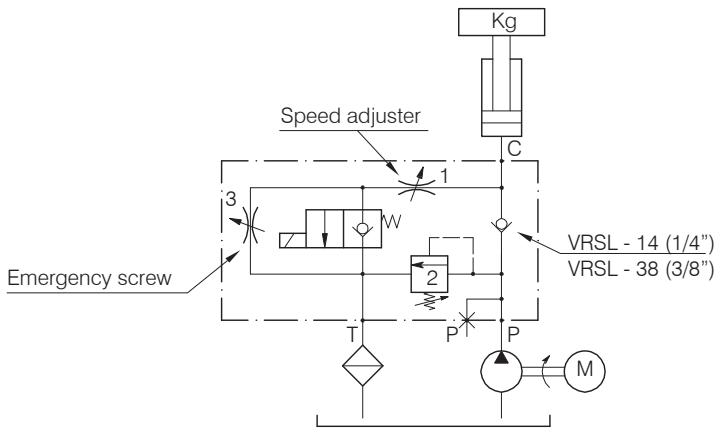 Kg
Speed adjuster
C
1
3
VRSL - 14 (1/4”)
VRSL - 38 (3/8”)
2
Emergency screw
T
P
P
M